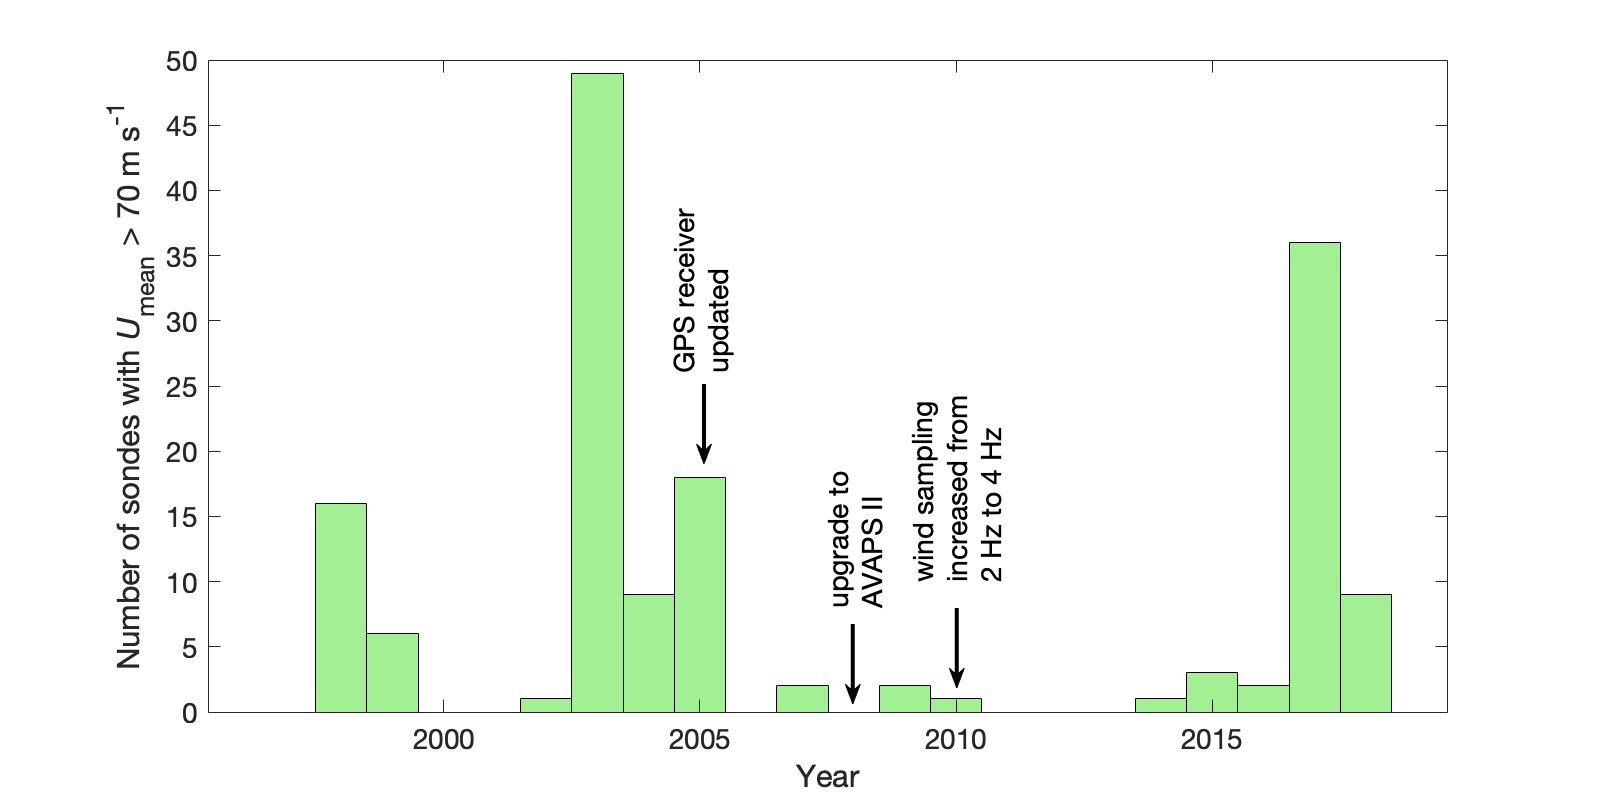 Number of sondes with Umean > 70 m s-1
50
45
40
35
30
25
20
15
10
5
0
GPS receiver
updated
upgrade to
AVAPS II
wind sampling
increased from
2 Hz to 4 Hz
2000
2005
2010
2015
Year